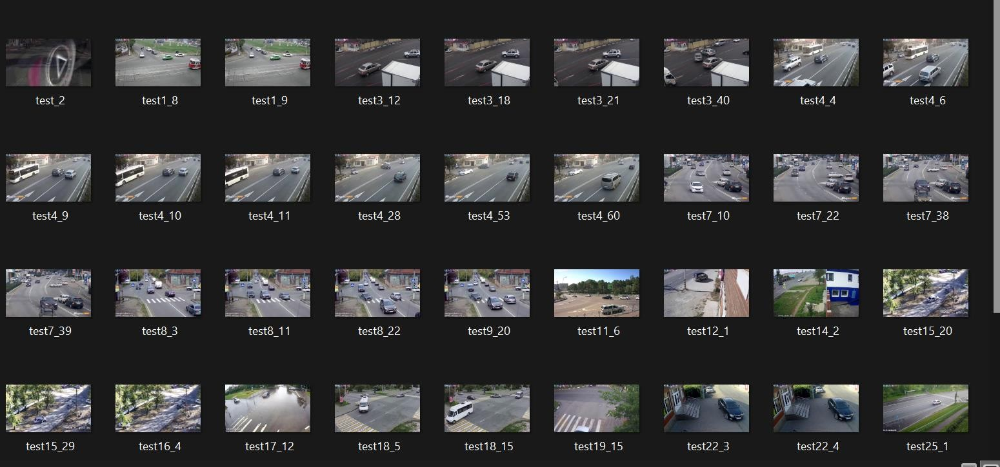 test_2 test1_8 test1_9 test3_12 test3_18 test3_21 test3_40 test4_4 test4_6
test4_9 test4_10 test4_11 test4_28 test4_53 test4_60 test7_10 test7_22 test7_38
test7_39 test8_3 test8_11 test8_22 test9_20 test11_6 test12_1 test14_2 test15_20
test15_29 test16_4 test17_12 test18_5 test18_15 test19_15 test22_3 test22_4 test25_1